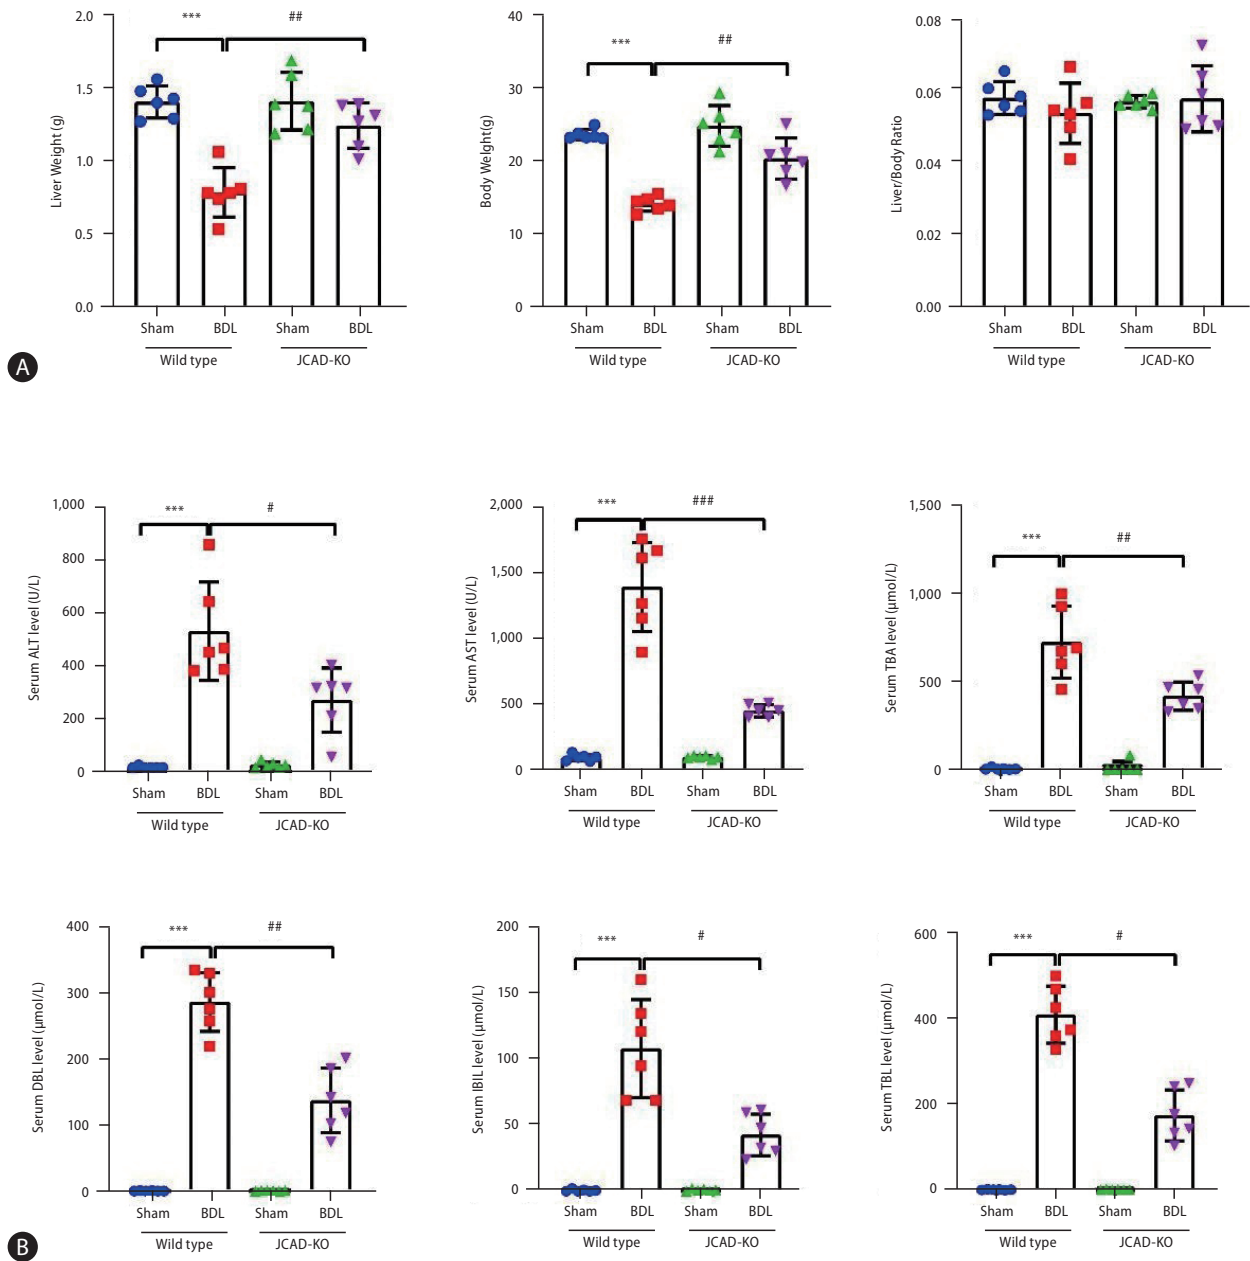 2.0
1.5
1.0
0.5
0.0
Liver Weight (g)
***
##
Sham BDL Sham BDL
Wild type JCAD-KO
40
30
20
10
0
Body Welght(g)
***
##
Sham BDL Sham BDL
Wild type JCAD-KO
0.08
0.06
0.04
0.02
0.00
Liver/Body Ratio
Sham BDL Sham BDL
Wild type JCAD-KO
A
1,000
800
600
400
200
0
Serum ALT level (U/L)
***
#
Sham BDL Sham BDL
Wild type JCAD-KO
2,000
1,500
1,000
500
0
Serum AST level (U/L)
***
###
Sham BDL Sham BDL
Wild type JCAD-KO
1,500
1,000
500
0
Serum TBA level (μmol/L)
***
##
Sham BDL Sham BDL
Wild type JCAD-KO
400
300
200
100
0
Serum DBL level (μmol/L)
***
##
Sham BDL Sham BDL
Wild type JCAD-KO
200
150
100
50
0
Serum IBIL level (μmol/L)
***
#
Sham BDL Sham BDL
Wild type JCAD-KO
600
400
200
0
Serum TBL level (μmol/L)
***
#
Sham BDL Sham BDL
Wild type JCAD-KO
B